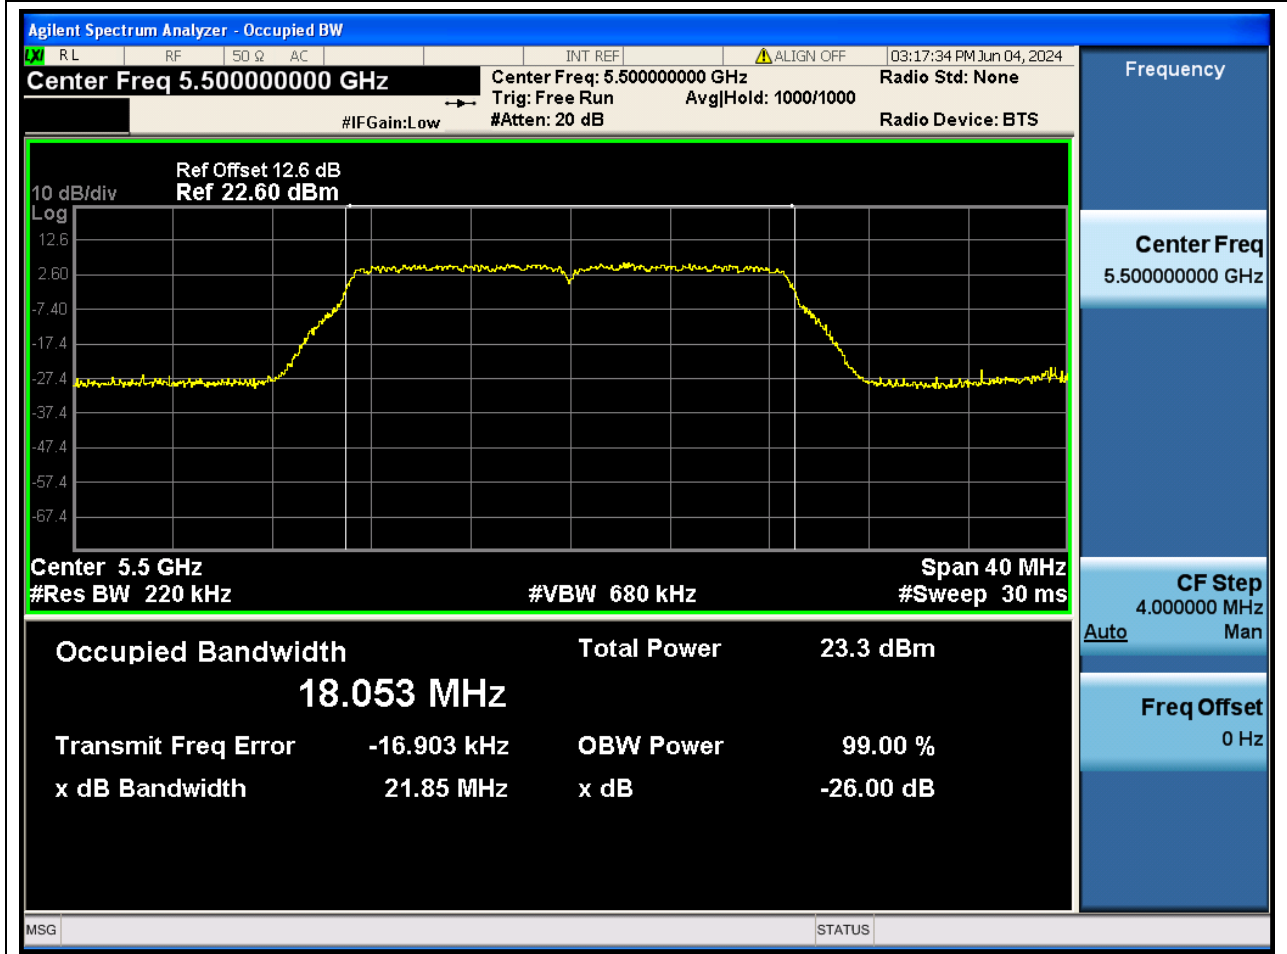 Agilent Spectrum Analyzer - Occupied BW
LXI RL RF 50 Ω AC INT REF ALIGN OFF 03:17:34 PM Jun 04, 2024
Center Freq 5.500000000 GHz
Center Freq: 5.500000000 GHz
Radio Std: None
Trig: Free Run Avg|Hold: 1000/1000
#IFGain:Low
#Atten: 20 dB
Radio Device: BTS
Ref Offset 12.6 dB
10 dB/div Ref 22.60 dBm
Log
12.6
2.60
-7.40
-17.4
-27.4
-37.4
-47.4
-57.4
-67.4
Center 5.5 GHz Span 40 MHz
#Res BW 220 kHz #VBW 680 kHz #Sweep 30 ms
Occupied Bandwidth Total Power 23.3 dBm
18.053 MHz
Transmit Freq Error -16.903 kHz OBW Power 99.00 %
x dB Bandwidth 21.85 MHz x dB -26.00 dB
Frequency
Center Freq
5.500000000 GHz
CF Step
4.000000 MHz
Auto Man
Freq Offset
0 Hz
MSG STATUS